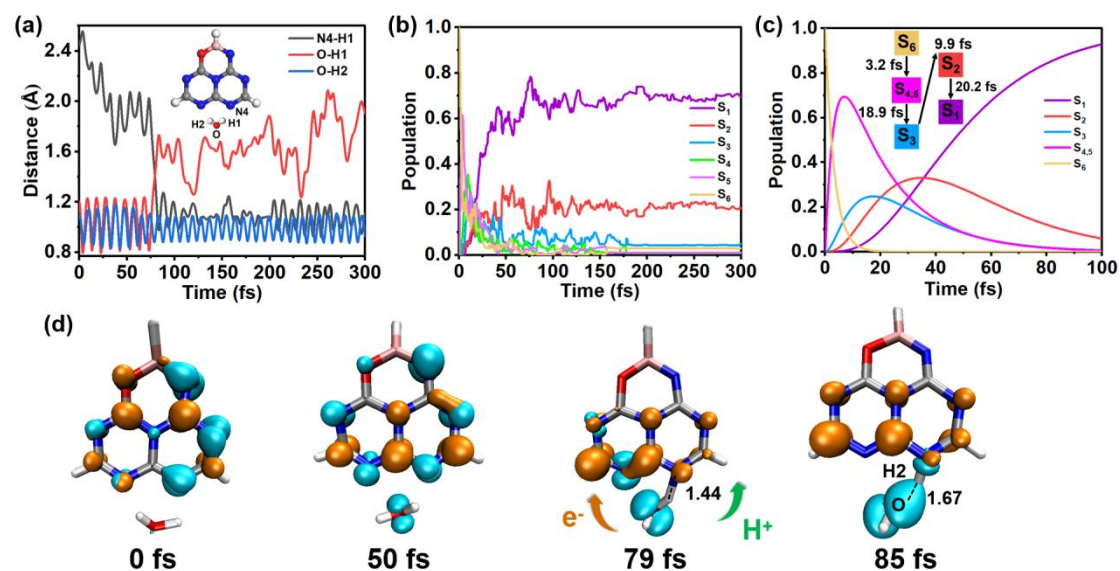 (a)
2.4
2.0
1.6
1.2
0.8
Distance (Å)
0 50 100 150 200 250 300
Time (fs)
N4-H1
O-H1
O-H2
N4
H2 H1
O
(b)
1.0
0.8
0.6
0.4
0.2
0.0
Population
0 50 100 150 200 250 300
Time (fs)
S₁
S₂
S₃
S₄
S₅
S₆
(c)
1.0
0.8
0.6
0.4
0.2
0.0
Population
0 20 40 60 80 100
Time (fs)
S₆
3.2 fs
S₄,₅
18.9 fs
S₃
9.9 fs
S₂
20.2 fs
S₁
S₁
S₂
S₃
S₄,₅
S₆
(d)
0 fs
50 fs
1.44
e⁻
H⁺
79 fs
H2
O
1.67
85 fs